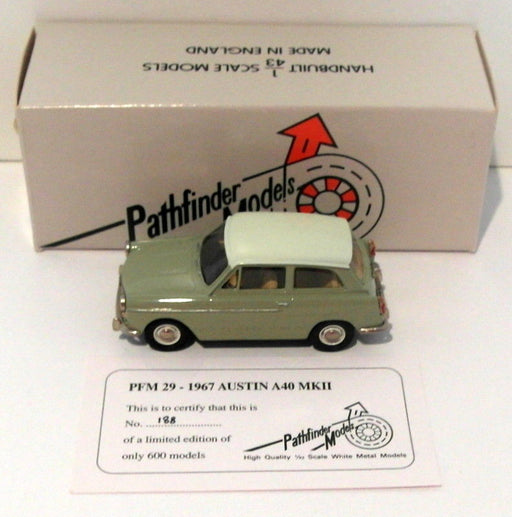 HANDBUILT 1/43 SCALE MODELS
MADE IN ENGLAND
Pathfinder
Models
PFM 29 - 1967 AUSTIN A40 MKII
This is to certify that this is
No. 188
of a limited edition of
only 600 models
Pathfinder
Models
High Quality 1/43 Scale White Metal Models